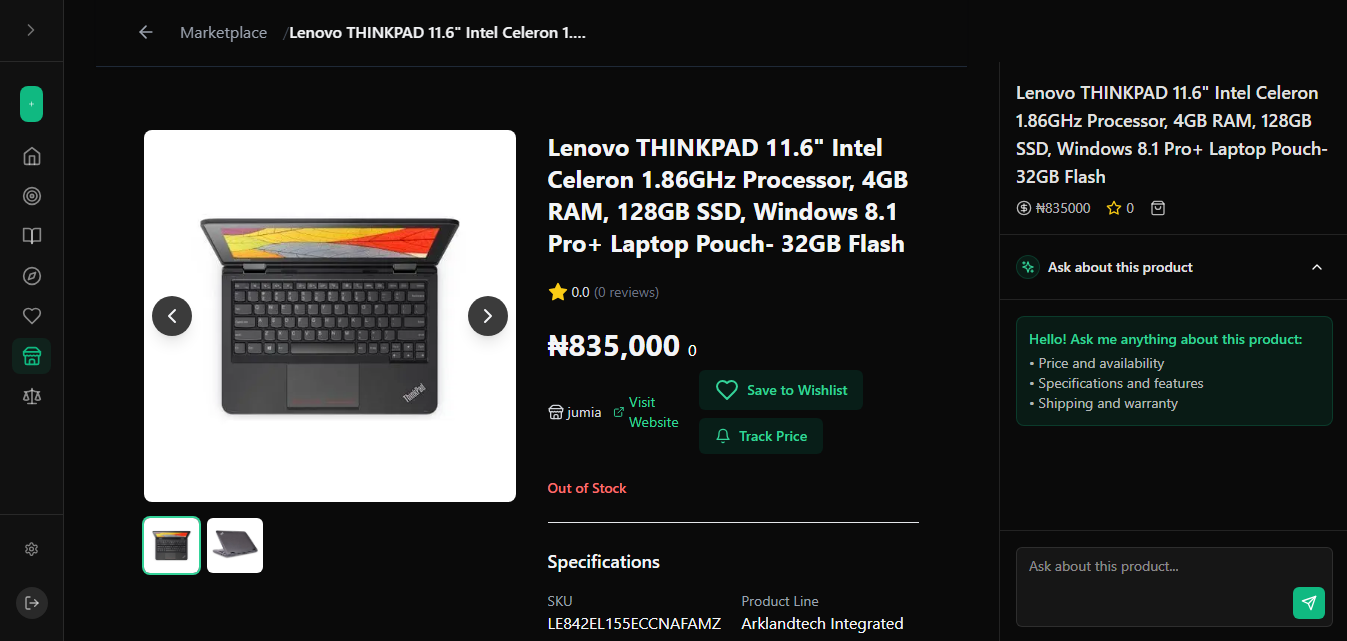 Marketplace /Lenovo THINKPAD 11.6" Intel Celeron 1....
Lenovo THINKPAD 11.6" Intel
Celeron 1.86GHz Processor, 4GB
RAM, 128GB SSD, Windows 8.1
Pro+ Laptop Pouch- 32GB Flash
0.0 (0 reviews)
₦835,000 0
jumia
Visit
Website
Save to Wishlist
Track Price
Out of Stock
Specifications
SKU
LE842EL155ECCNAFAMZ
Product Line
Arklandtech Integrated
ThinkPad
Lenovo THINKPAD 11.6" Intel Celeron
1.86GHz Processor, 4GB RAM, 128GB
SSD, Windows 8.1 Pro+ Laptop Pouch-
32GB Flash
₦835000 0
Ask about this product
Hello! Ask me anything about this product:
• Price and availability
• Specifications and features
• Shipping and warranty
Ask about this product...